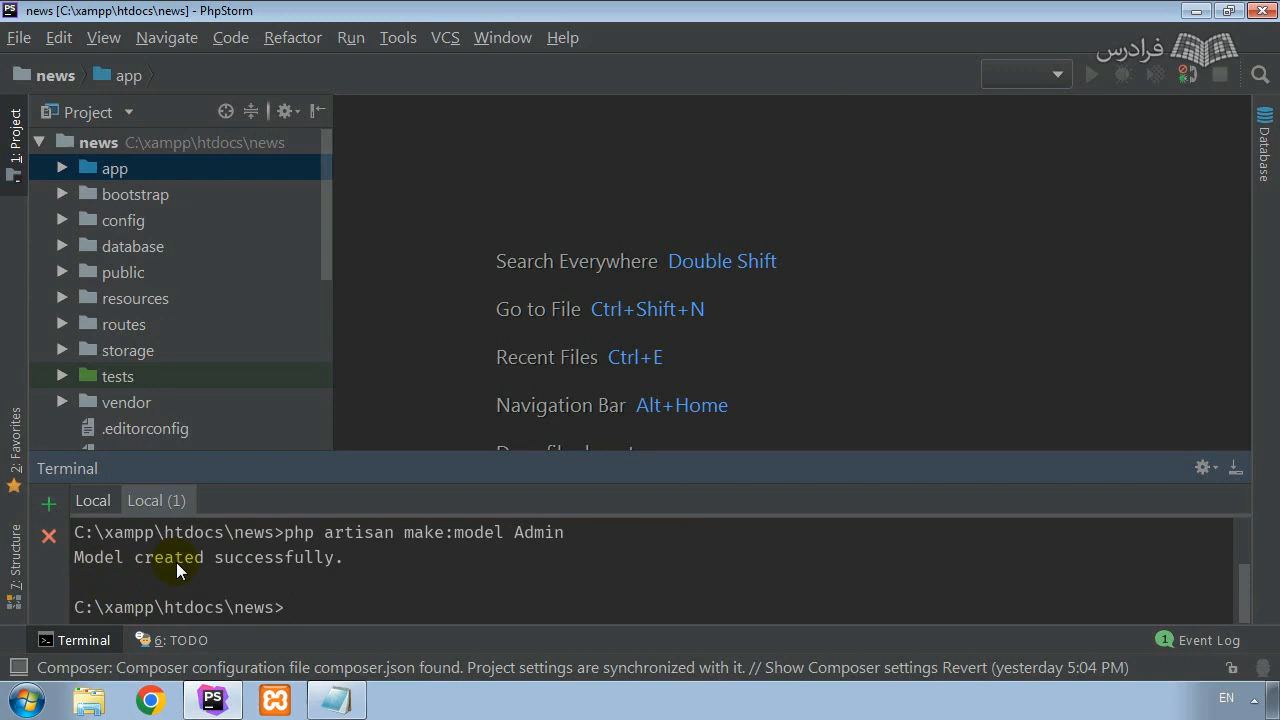 news [C:\xampp\htdocs\news] - PhpStorm
File Edit View Navigate Code Refactor Run Tools VCS Window Help
فرادرس
news app
Project
1: Project
Database
news C:\xampp\htdocs\news
app
bootstrap
config
database
public
resources
routes
storage
tests
vendor
.editorconfig
Search Everywhere Double Shift
Go to File Ctrl+Shift+N
Recent Files Ctrl+E
Navigation Bar Alt+Home
2: Favorites
7: Structure
Terminal
Local Local (1)
C:\xampp\htdocs\news>php artisan make:model Admin
Model created successfully.
C:\xampp\htdocs\news>
Terminal 6: TODO 1 Event Log
Composer: Composer configuration file composer.json found. Project settings are synchronized with it. // Show Composer settings Revert (yesterday 5:04 PM)
PS EN